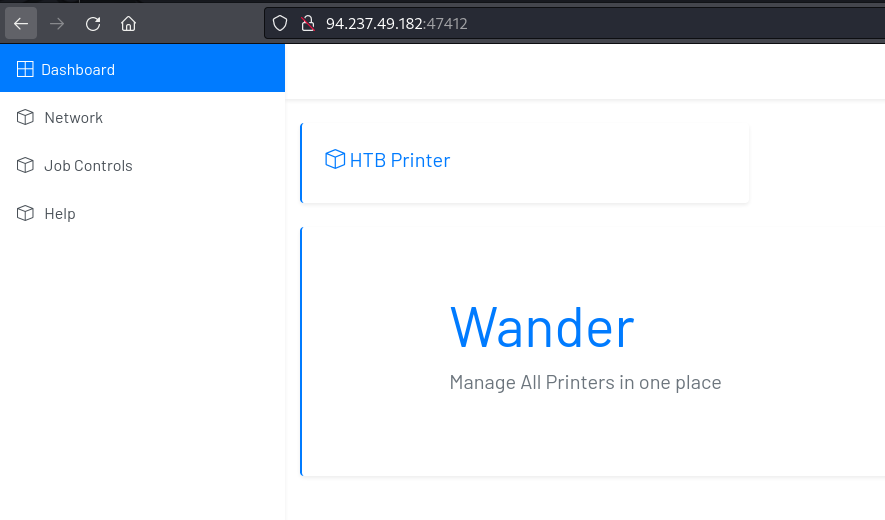 94.237.49.182:47412
Dashboard
Network
Job Controls
Help
HTB Printer
Wander
Manage All Printers in one place